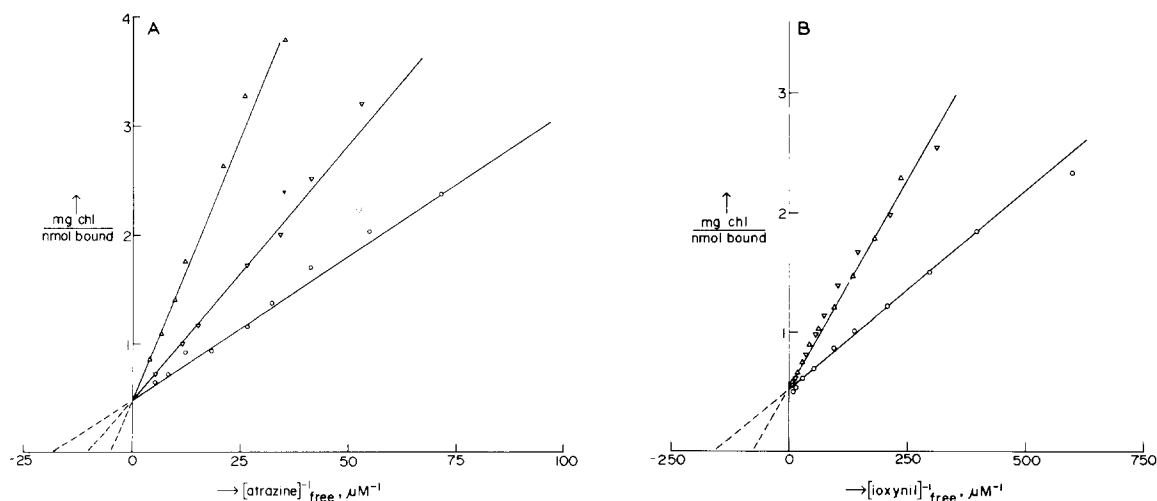 A
4
3
2
1
↑
mg chl
nmol bound
-25
0
25
50
75
100
→[atrazine]⁻¹free, µM⁻¹
B
3
2
1
↑
mg chl
nmol bound
-250
0
250
500
750
→[ioxynil]⁻¹free, µM⁻¹